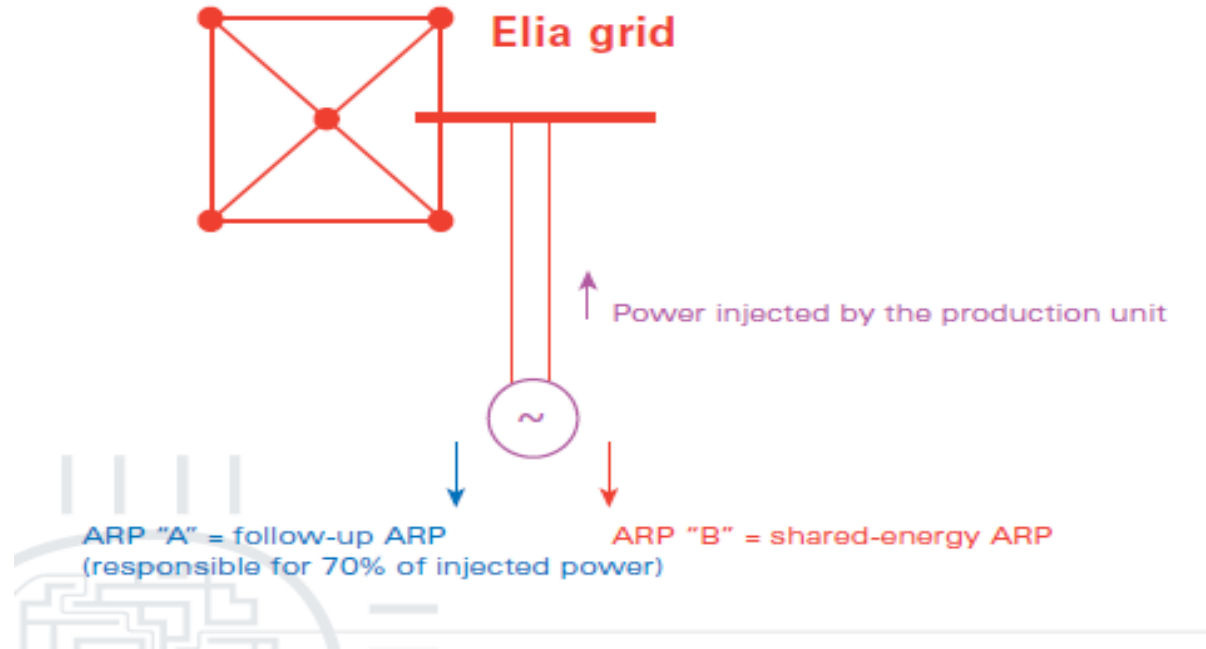 Elia grid
Power injected by the production unit
~
ARP “A” = follow-up ARP
(responsible for 70% of injected power)
ARP “B” = shared-energy ARP